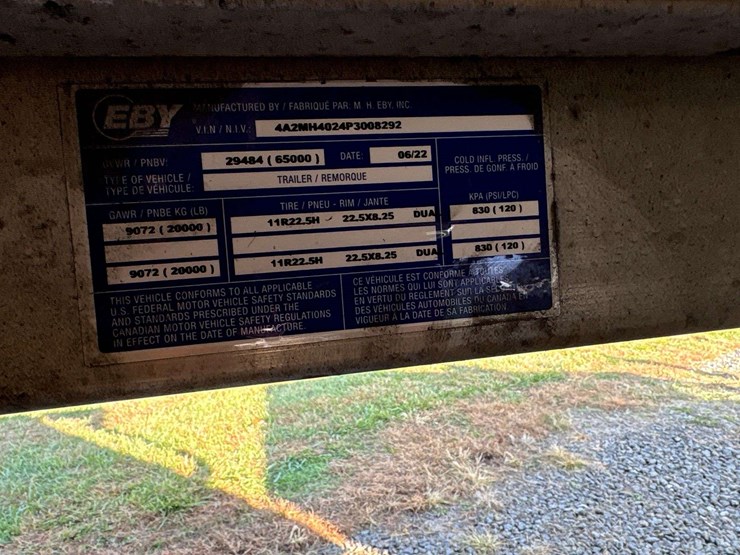 EBY
MANUFACTURED BY / FABRIQUÉ PAR: M. H. EBY, INC.
V.I.N / N.I.V.: 4A2MH4024P3008292
GVWR / PNBV: 29484 ( 65000 ) DATE: 06/22
TYPE OF VEHICLE / TYPE DE VÉHICULE: TRAILER / REMORQUE
COLD INFL. PRESS. / PRESS. DE GONF. A FROID
GAWR / PNBE KG (LB) TIRE / PNEU - RIM / JANTE KPA (PSI/LPC)
9072 ( 20000 ) 11R22.5H 22.5X8.25 DUAL 830 ( 120 )
9072 ( 20000 ) 11R22.5H 22.5X8.25 DUAL 830 ( 120 )
THIS VEHICLE CONFORMS TO ALL APPLICABLE
U.S. FEDERAL MOTOR VEHICLE SAFETY STANDARDS
AND STANDARDS PRESCRIBED UNDER THE
CANADIAN MOTOR VEHICLE SAFETY REGULATIONS
IN EFFECT ON THE DATE OF MANUFACTURE.
CE VÉHICULE EST CONFORME A TOUTES
LES NORMES QUI LUI SONT APPLICABLES
EN VERTU DU REGLEMENT SUR LA
DES VÉHICULES AUTOMOBILES DU CANADA EN
VIGUEUR À LA DATE DE SA FABRICATION